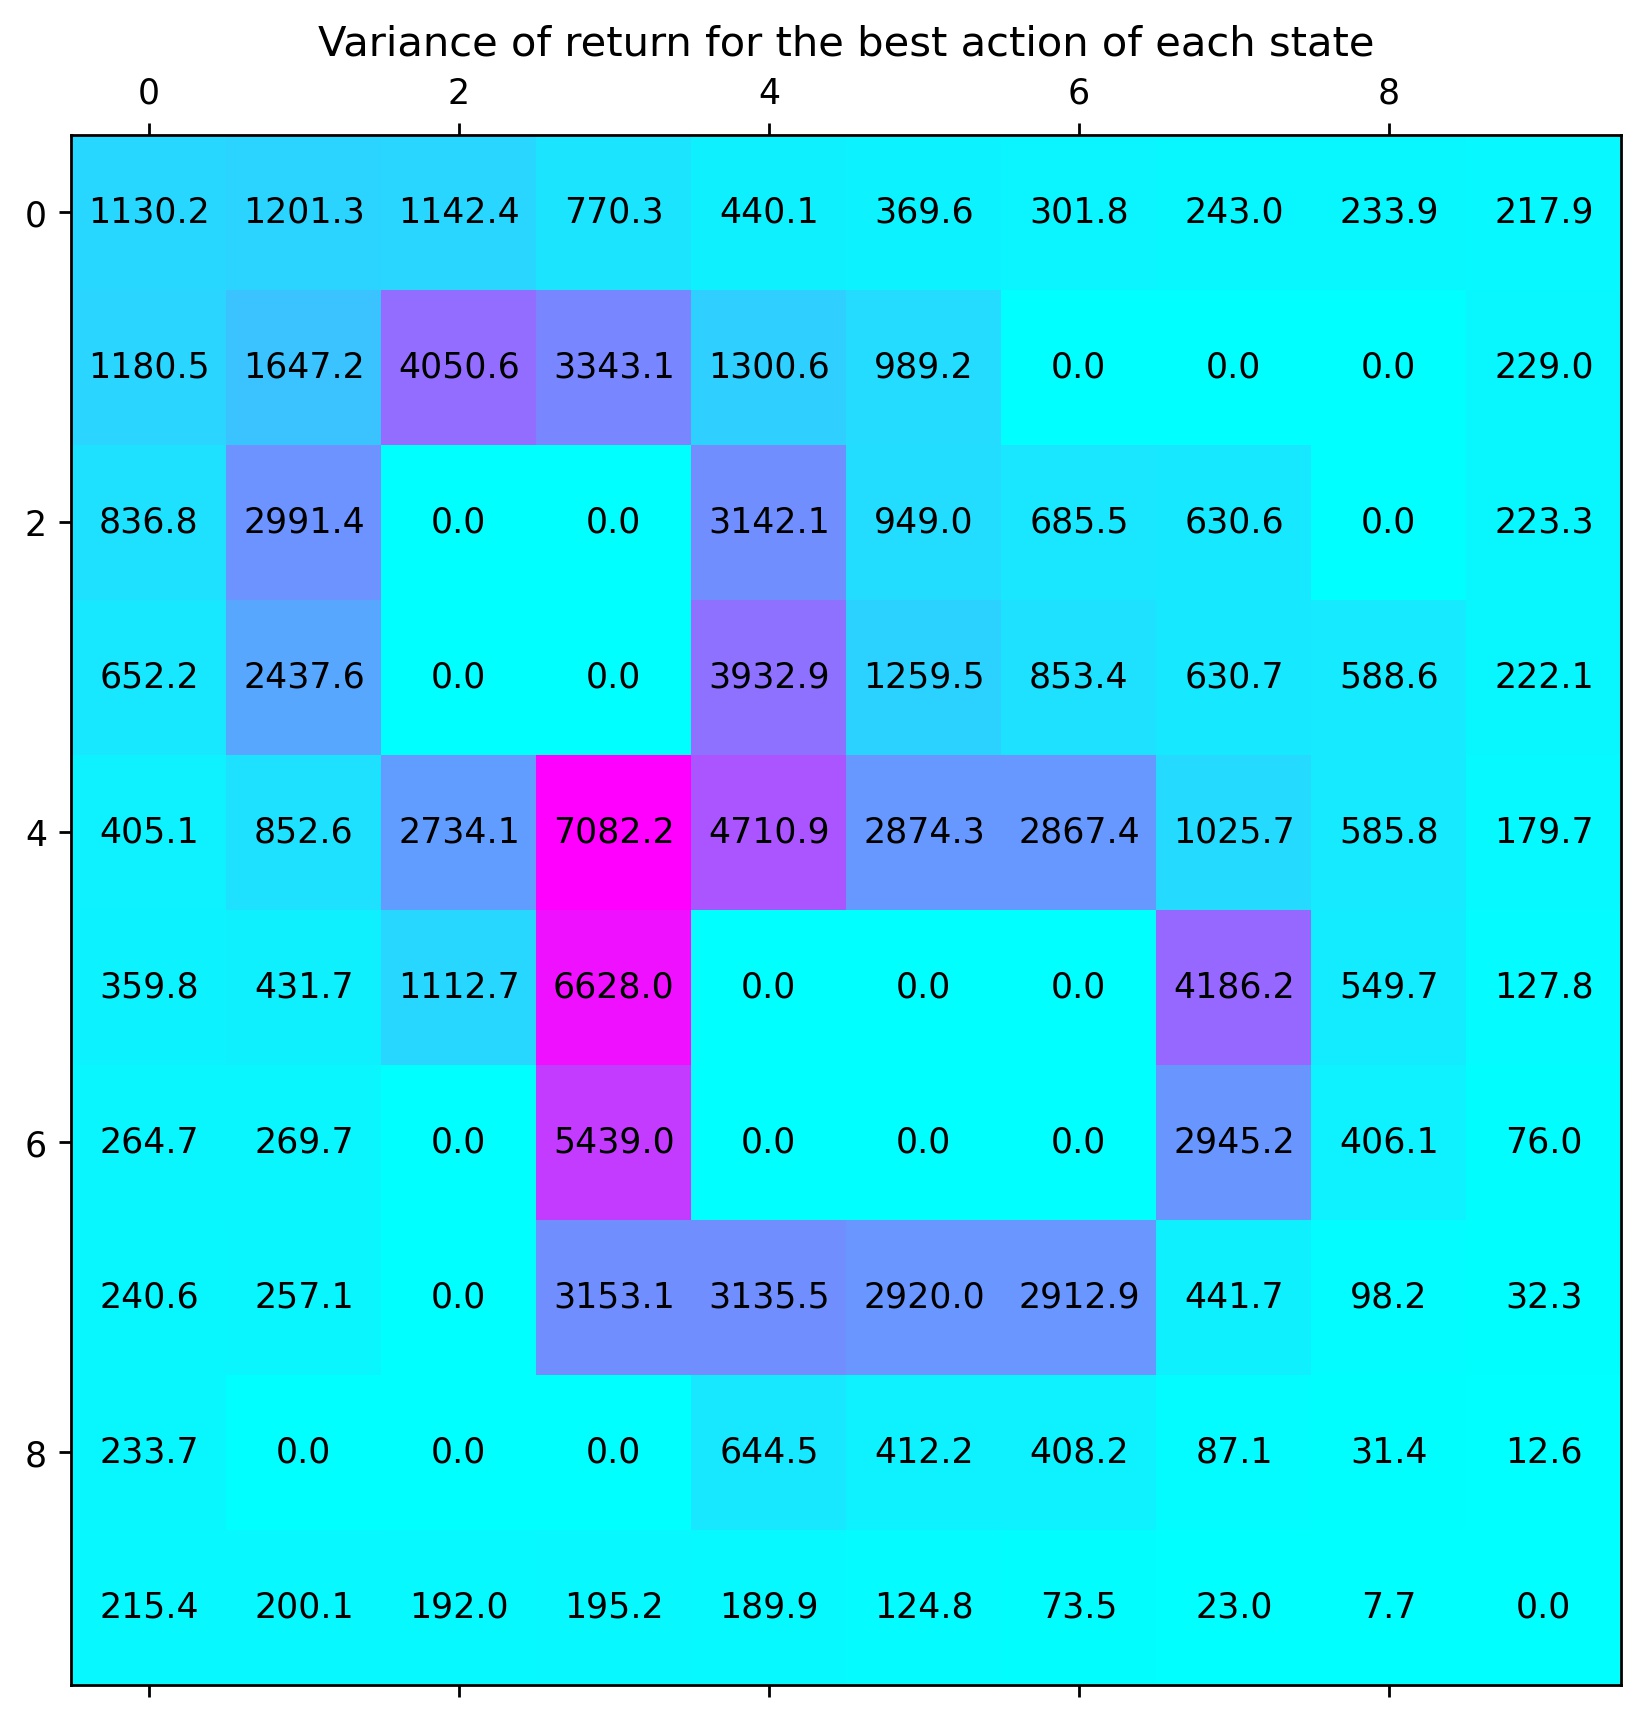 Variance of return for the best action of each state
0 2 4 6 8
0 1130.2 1201.3 1142.4 770.3 440.1 369.6 301.8 243.0 233.9 217.9
1180.5 1647.2 4050.6 3343.1 1300.6 989.2 0.0 0.0 0.0 229.0
2 836.8 2991.4 0.0 0.0 3142.1 949.0 685.5 630.6 0.0 223.3
652.2 2437.6 0.0 0.0 3932.9 1259.5 853.4 630.7 588.6 222.1
4 405.1 852.6 2734.1 7082.2 4710.9 2874.3 2867.4 1025.7 585.8 179.7
359.8 431.7 1112.7 6628.0 0.0 0.0 0.0 4186.2 549.7 127.8
6 264.7 269.7 0.0 5439.0 0.0 0.0 0.0 2945.2 406.1 76.0
240.6 257.1 0.0 3153.1 3135.5 2920.0 2912.9 441.7 98.2 32.3
8 233.7 0.0 0.0 0.0 644.5 412.2 408.2 87.1 31.4 12.6
215.4 200.1 192.0 195.2 189.9 124.8 73.5 23.0 7.7 0.0